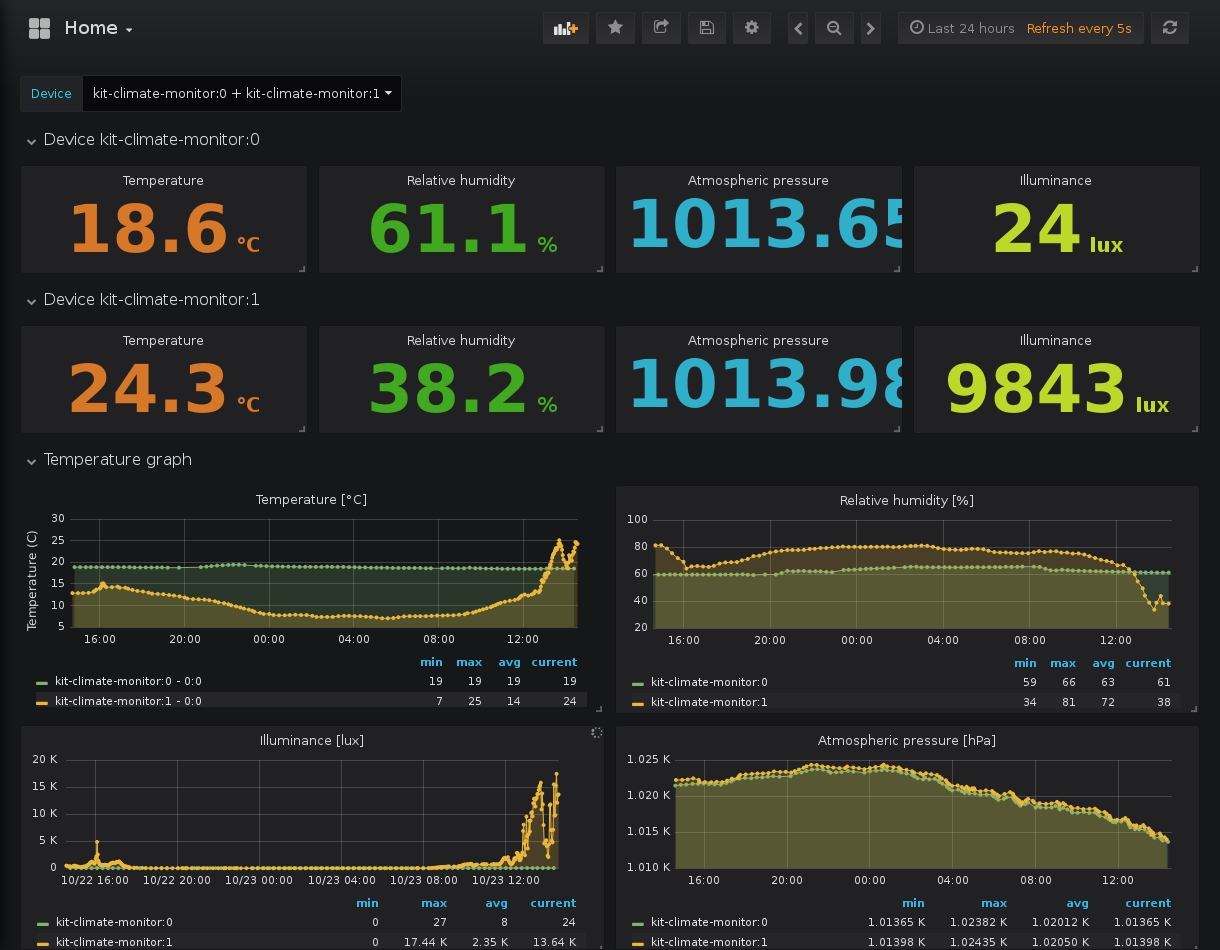 Home
Last 24 hours Refresh every 5s
Device kit-climate-monitor:0 + kit-climate-monitor:1
Device kit-climate-monitor:0
Temperature Relative humidity Atmospheric pressure Illuminance
18.6 °C 61.1 % 1013.65 24 lux
Device kit-climate-monitor:1
Temperature Relative humidity Atmospheric pressure Illuminance
24.3 °C 38.2 % 1013.98 9843 lux
Temperature graph
Temperature [°C]
Temperature (C)
30
25
20
15
10
5
16:00 20:00 00:00 04:00 08:00 12:00
min max avg current
kit-climate-monitor:0 - 0:0 19 19 19 19
kit-climate-monitor:1 - 0:0 7 25 14 24
Relative humidity [%]
100
80
60
40
20
16:00 20:00 00:00 04:00 08:00 12:00
min max avg current
kit-climate-monitor:0 59 66 63 61
kit-climate-monitor:1 34 81 72 38
Illuminance [lux]
20 K
15 K
10 K
5 K
0
10/22 16:00 10/22 20:00 10/23 00:00 10/23 04:00 10/23 08:00 10/23 12:00
min max avg current
kit-climate-monitor:0 0 27 8 24
kit-climate-monitor:1 0 17.44 K 2.35 K 13.64 K
Atmospheric pressure [hPa]
1.025 K
1.020 K
1.015 K
1.010 K
16:00 20:00 00:00 04:00 08:00 12:00
min max avg current
kit-climate-monitor:0 1.01365 K 1.02382 K 1.02012 K 1.01365 K
kit-climate-monitor:1 1.01398 K 1.02435 K 1.02050 K 1.01398 K